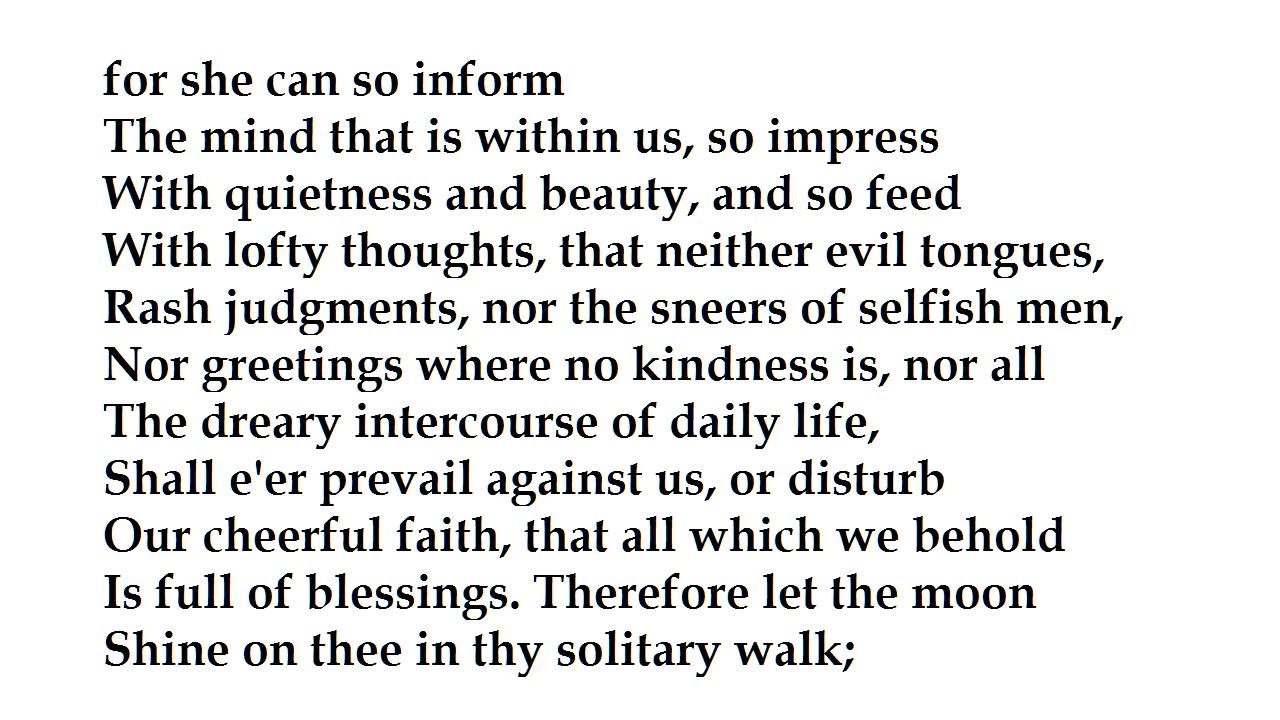 for she can so inform
The mind that is within us, so impress
With quietness and beauty, and so feed
With lofty thoughts, that neither evil tongues,
Rash judgments, nor the sneers of selfish men,
Nor greetings where no kindness is, nor all
The dreary intercourse of daily life,
Shall e'er prevail against us, or disturb
Our cheerful faith, that all which we behold
Is full of blessings. Therefore let the moon
Shine on thee in thy solitary walk;